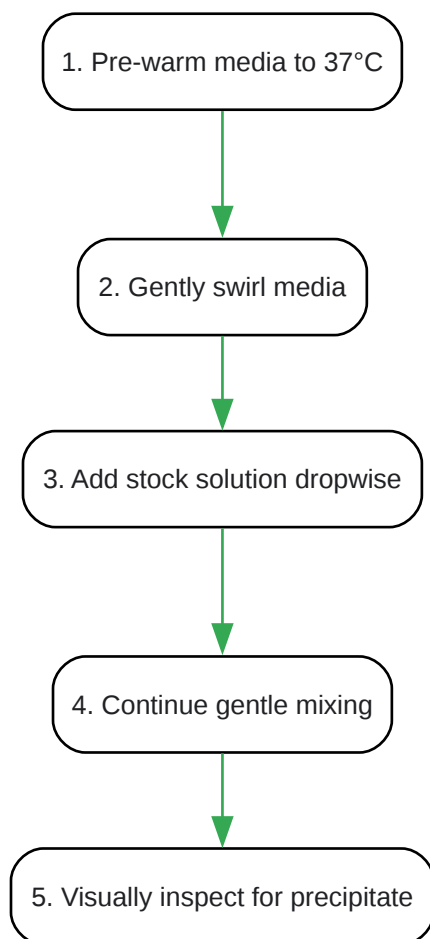 1. Pre-warm media to 37°C
2. Gently swirl media
3. Add stock solution dropwise
4. Continue gentle mixing
5. Visually inspect for precipitate